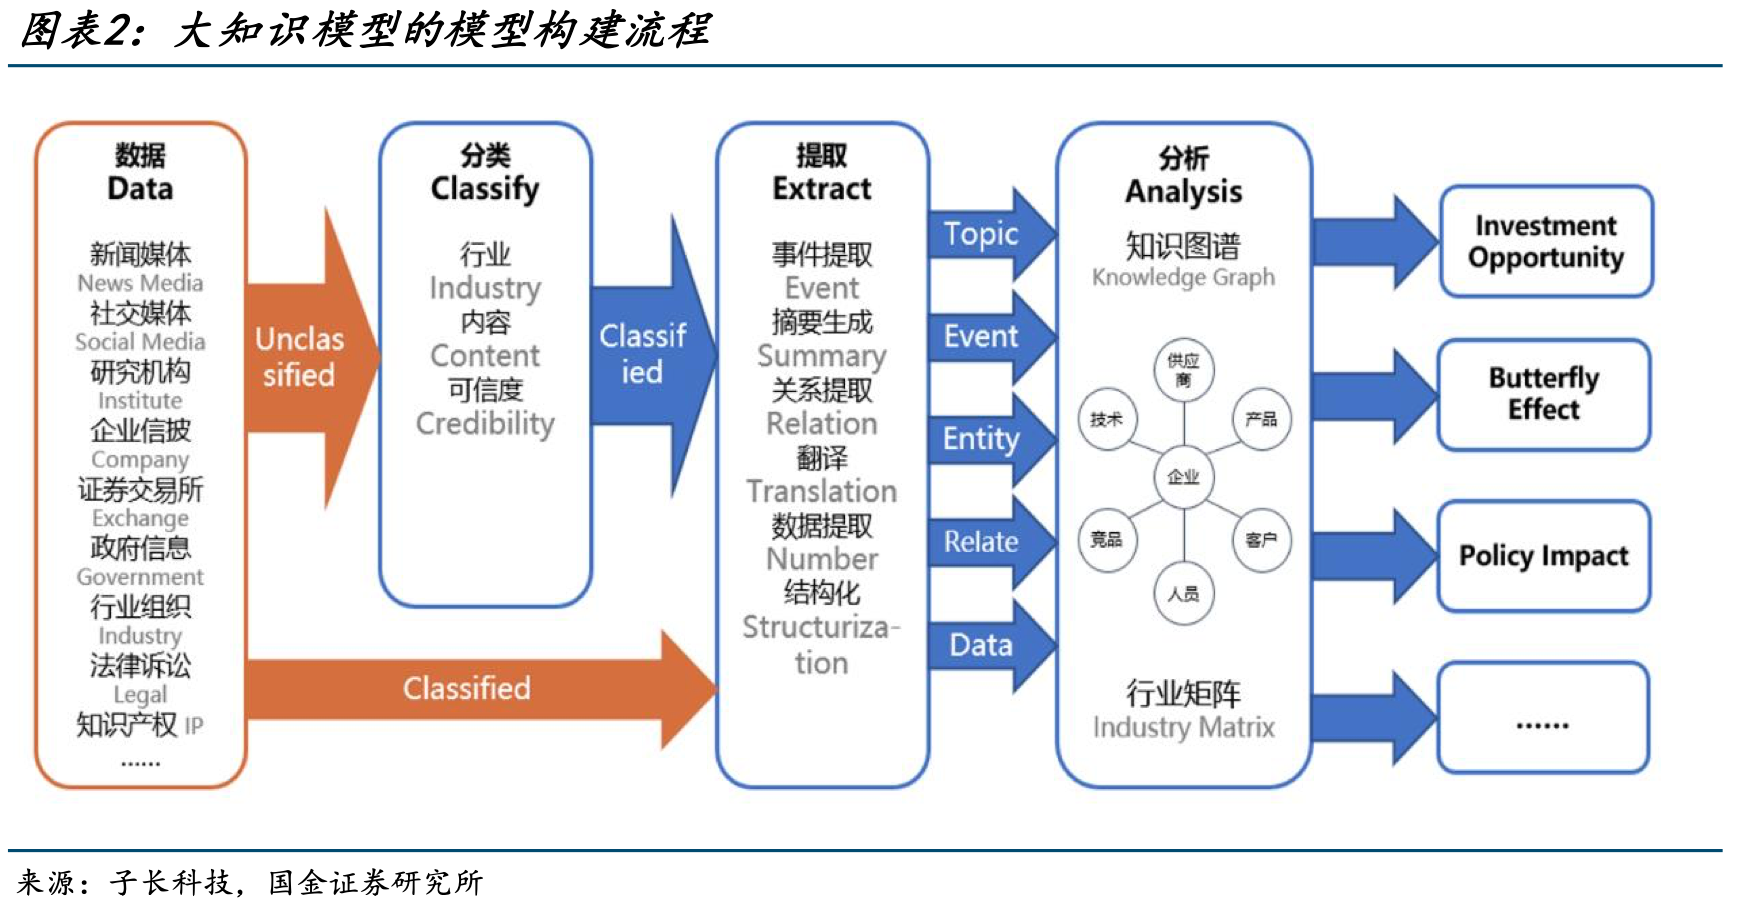 图表2：大知识模型的模型构建流程
数据
Data
新闻媒体
News Media
社交媒体
Social Media
研究机构
Institute
企业信披
Company
证券交易所
Exchange
政府信息
Government
行业组织
Industry
法律诉讼
Legal
知识产权 IP
......
Unclas
sified
Classified
分类
Classify
行业
Industry
内容
Content
可信度
Credibility
Classif
ied
提取
Extract
事件提取
Event
摘要生成
Summary
关系提取
Relation
翻译
Translation
数据提取
Number
结构化
Structuriza-
tion
Topic
Event
Entity
Relate
Data
分析
Analysis
知识图谱
Knowledge Graph
供应
商
技术
产品
企业
竞品
客户
人员
行业矩阵
Industry Matrix
Investment
Opportunity
Butterfly
Effect
Policy Impact
......
来源：子长科技，国金证券研究所